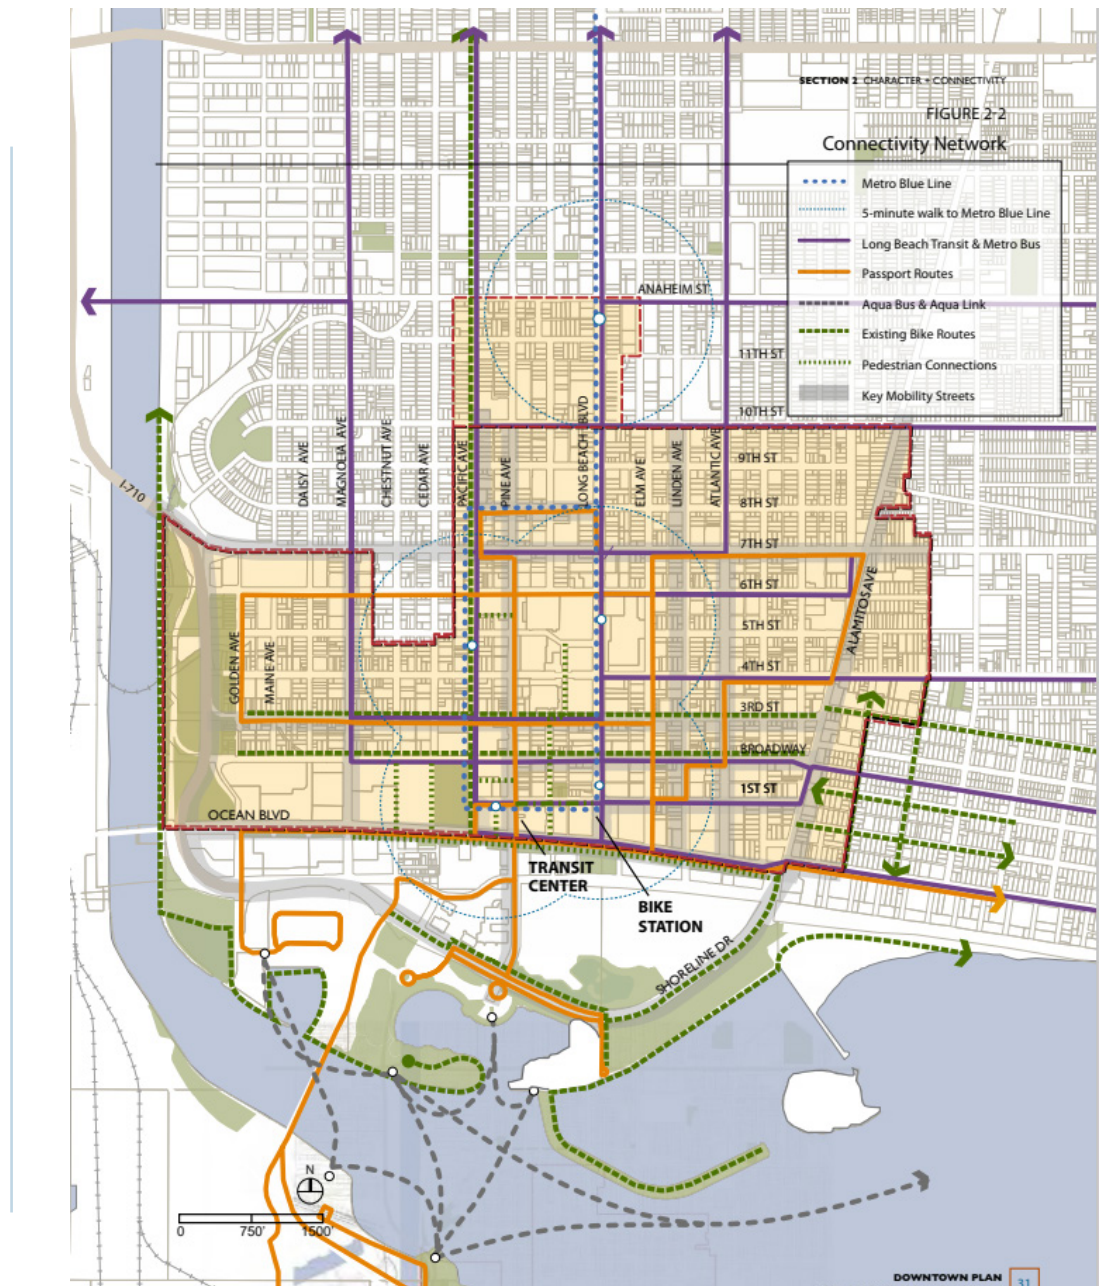 SECTION 2 CHARACTER + CONNECTIVITY
FIGURE 2-2
Connectivity Network
Metro Blue Line
5-minute walk to Metro Blue Line
Long Beach Transit & Metro Bus
Passport Routes
Aqua Bus & Aqua Link
Existing Bike Routes
Pedestrian Connections
Key Mobility Streets
ANAHEIM ST
11TH ST
10TH ST
9TH ST
8TH ST
7TH ST
6TH ST
5TH ST
4TH ST
3RD ST
BROADWAY
1ST ST
OCEAN BLVD
I-710
DAISY AVE
MAGNOLIA AVE
CHESTNUT AVE
CEDAR AVE
PACIFIC AVE
PINE AVE
LONG BEACH BLVD
ELM AVE
LINDEN AVE
ATLANTIC AVE
ALAMITOS AVE
GOLDEN AVE
MAINE AVE
TRANSIT
CENTER
BIKE
STATION
SHORELINE DR
N
0 750' 1500'
DOWNTOWN PLAN 31